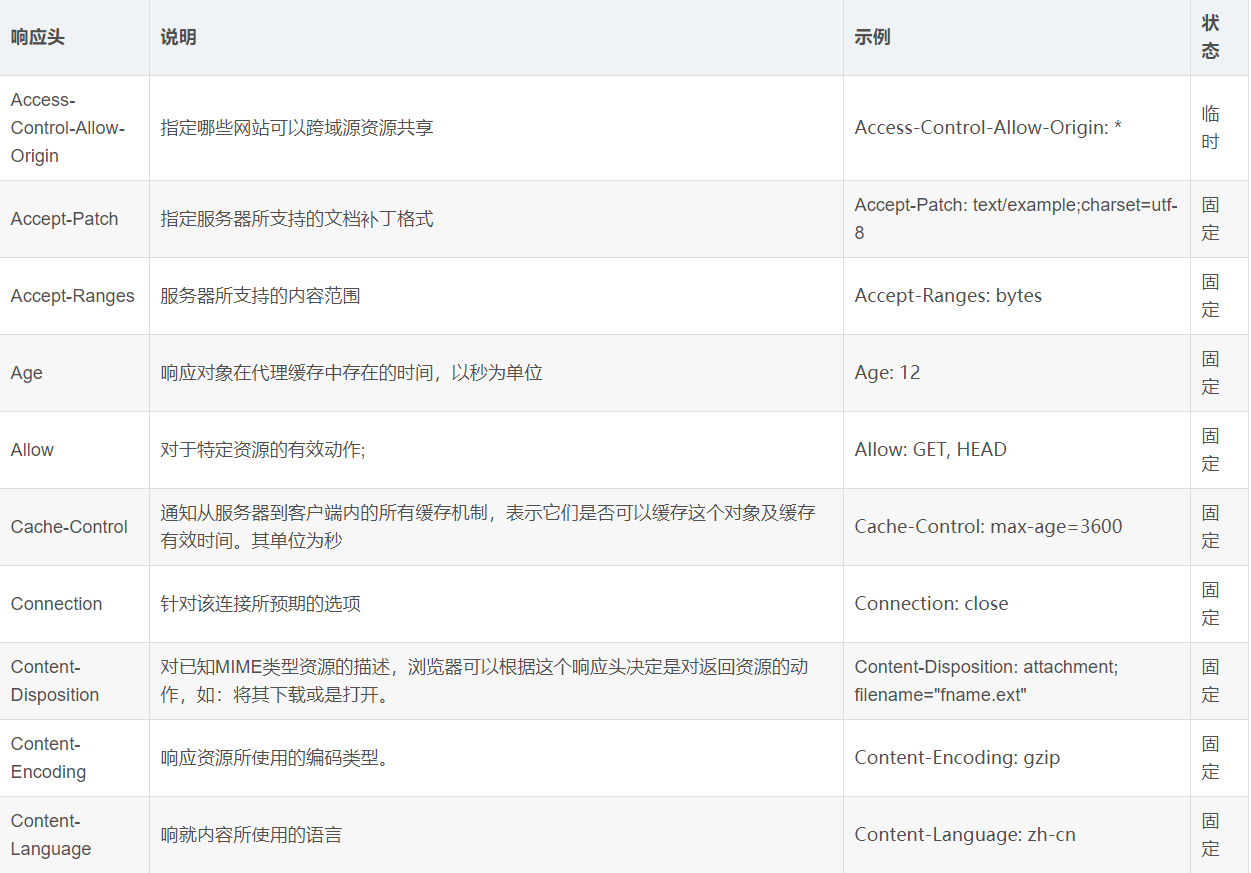 响应头
说明
示例
状
态
Access-
Control-Allow-
Origin
指定哪些网站可以跨域源资源共享
Access-Control-Allow-Origin: *
临
时
Accept-Patch
指定服务器所支持的文档补丁格式
Accept-Patch: text/example;charset=utf-
8
固
定
Accept-Ranges
服务器所支持的内容范围
Accept-Ranges: bytes
固
定
Age
响应对象在代理缓存中存在的时间，以秒为单位
Age: 12
固
定
Allow
对于特定资源的有效动作;
Allow: GET, HEAD
固
定
Cache-Control
通知从服务器到客户端内的所有缓存机制，表示它们是否可以缓存这个对象及缓存
有效时间。其单位为秒
Cache-Control: max-age=3600
固
定
Connection
针对该连接所预期的选项
Connection: close
固
定
Content-
Disposition
对已知MIME类型资源的描述，浏览器可以根据这个响应头决定是对返回资源的动
作，如：将其下载或是打开。
Content-Disposition: attachment;
filename="fname.ext"
固
定
Content-
Encoding
响应资源所使用的编码类型。
Content-Encoding: gzip
固
定
Content-
Language
响就内容所使用的语言
Content-Language: zh-cn
固
定